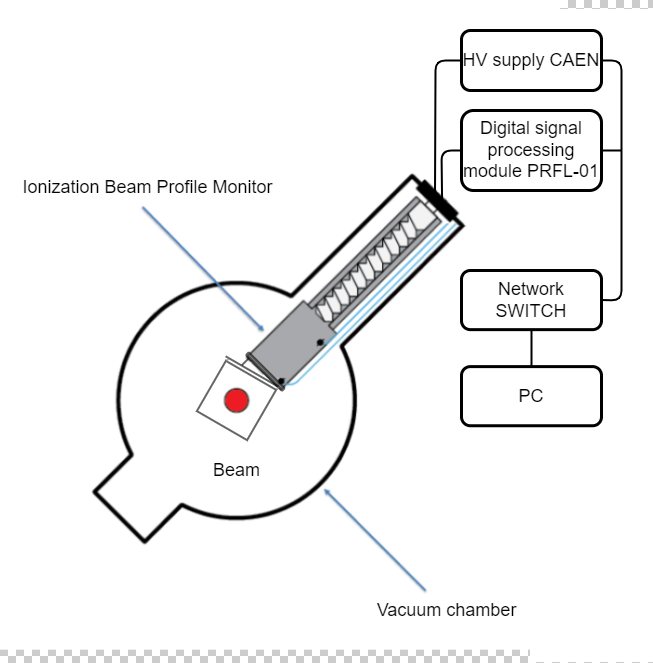 HV supply CAEN
Digital signal
processing
module PRFL-01
Ionization Beam Profile Monitor
Network
SWITCH
PC
Beam
Vacuum chamber